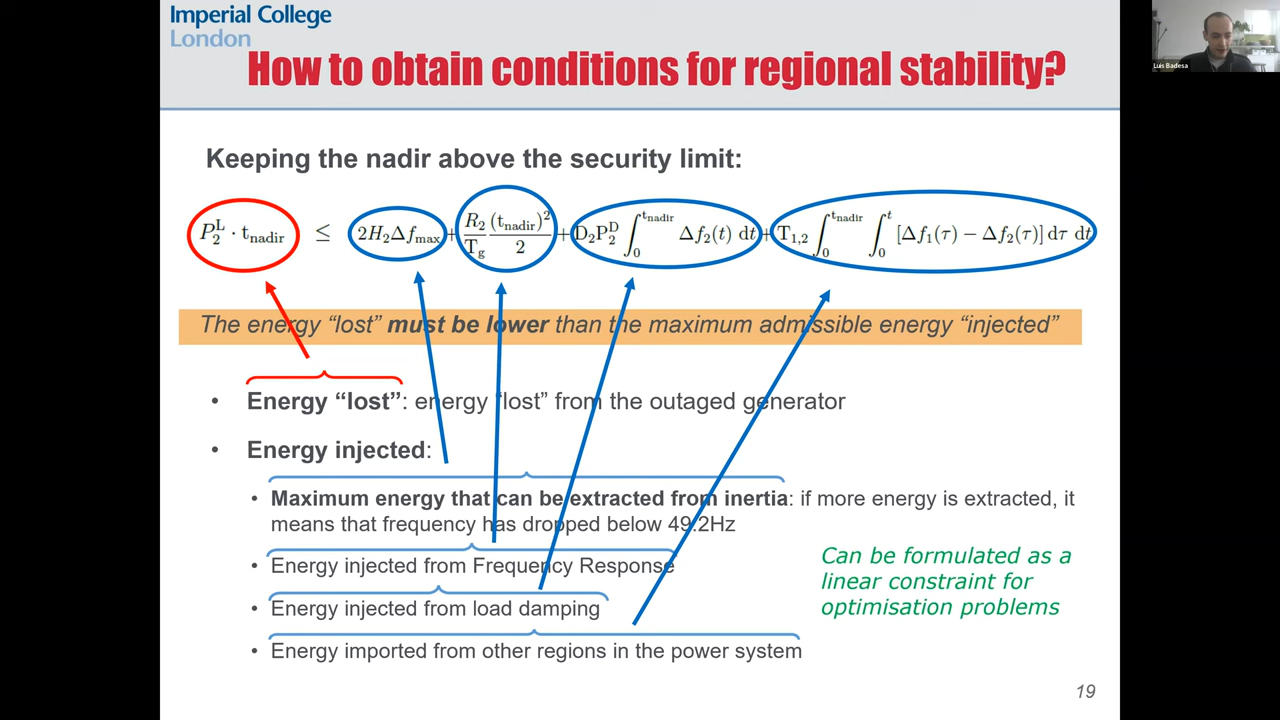 Imperial College
London
How to obtain conditions for regional stability?
Luis Badesa
Keeping the nadir above the security limit:
P₂ᴸ · t_nadir ≤ 2H₂Δf_max + R₂/T_g (t_nadir)²/2 + D₂P₂ᴰ ∫₀^t_nadir Δf₂(t) dt + T₁,₂ ∫₀^t_nadir ∫₀^t [Δf₁(τ) − Δf₂(τ)] dτ dt
The energy “lost” must be lower than the maximum admissible energy “injected”
• Energy “lost”: energy “lost” from the outaged generator
• Energy injected:
• Maximum energy that can be extracted from inertia: if more energy is extracted, it
means that frequency has dropped below 49.2Hz
• Energy injected from Frequency Response
• Energy injected from load damping
• Energy imported from other regions in the power system
Can be formulated as a
linear constraint for
optimisation problems
19